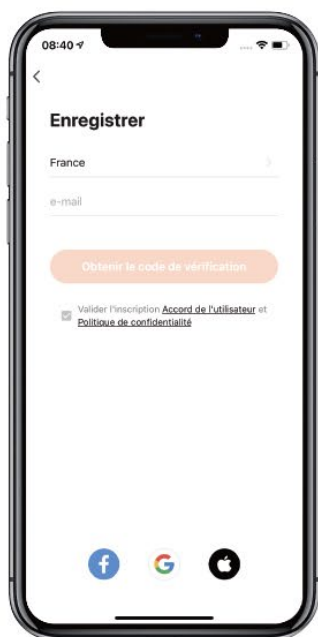 08:40
Enregistrer
France
e-mail
Obtenir le code de vérification
Valider l'inscription Accord de l'utilisateur et
Politique de confidentialité